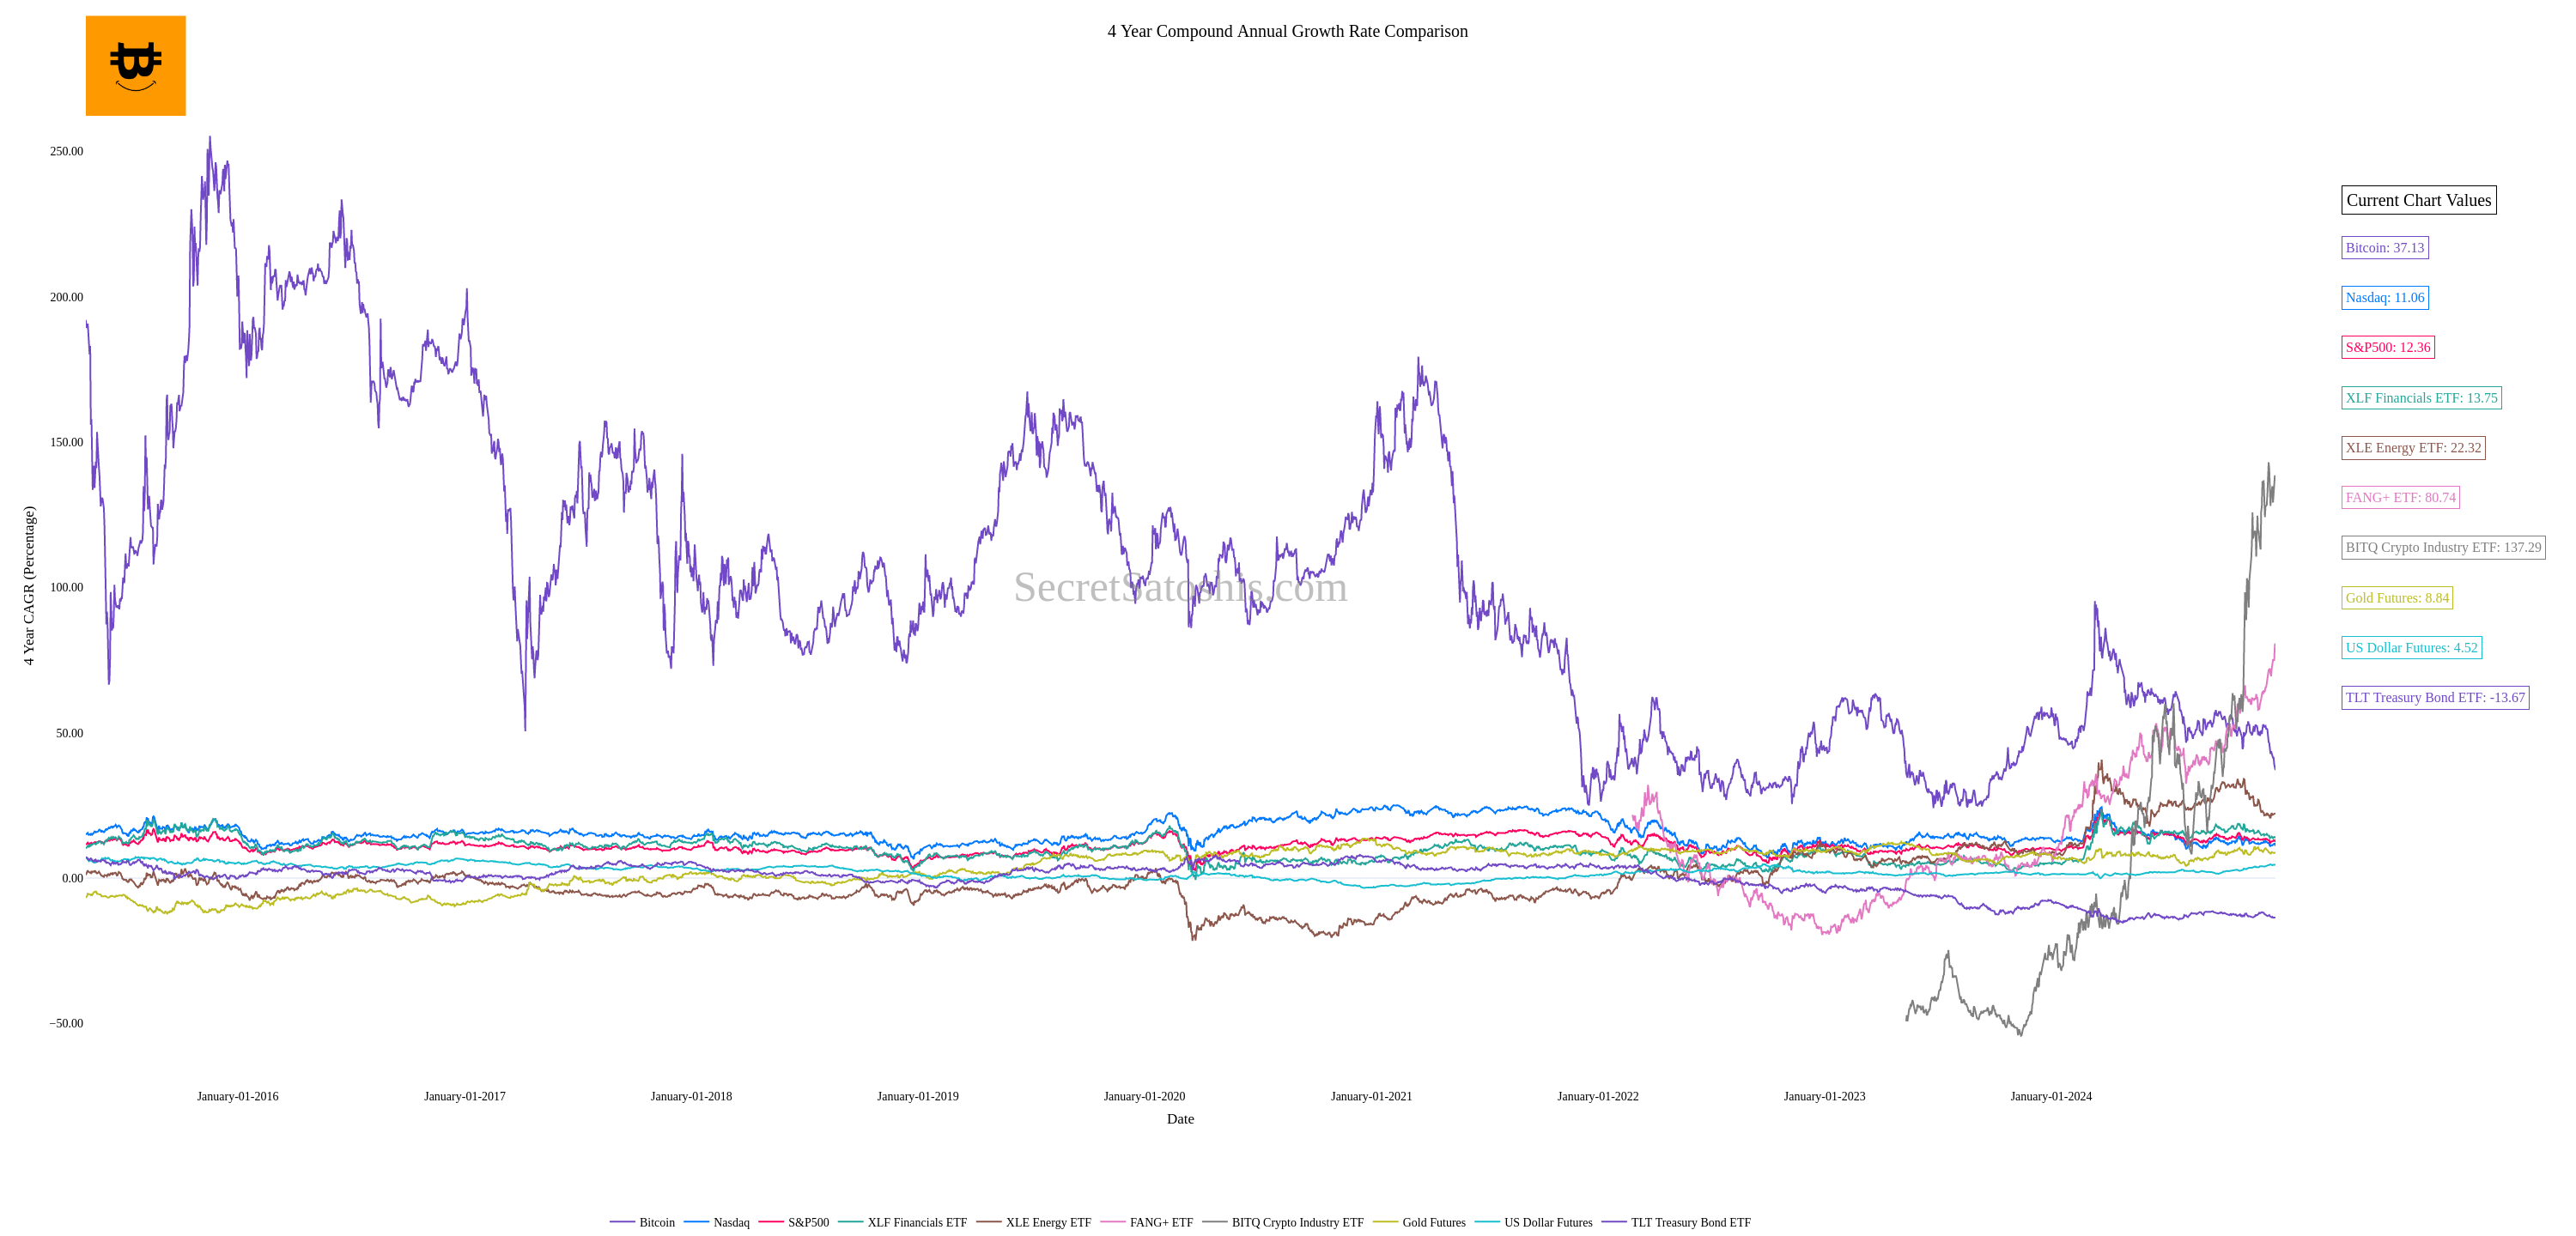 4 Year Compound Annual Growth Rate Comparison
250.00
200.00
150.00
100.00
50.00
0.00
−50.00
4 Year CAGR (Percentage)
SecretSatoshis.com
January-01-2016
January-01-2017
January-01-2018
January-01-2019
January-01-2020
January-01-2021
January-01-2022
January-01-2023
January-01-2024
Date
Current Chart Values
Bitcoin: 37.13
Nasdaq: 11.06
S&P500: 12.36
XLF Financials ETF: 13.75
XLE Energy ETF: 22.32
FANG+ ETF: 80.74
BITQ Crypto Industry ETF: 137.29
Gold Futures: 8.84
US Dollar Futures: 4.52
TLT Treasury Bond ETF: -13.67
Bitcoin
Nasdaq
S&P500
XLF Financials ETF
XLE Energy ETF
FANG+ ETF
BITQ Crypto Industry ETF
Gold Futures
US Dollar Futures
TLT Treasury Bond ETF